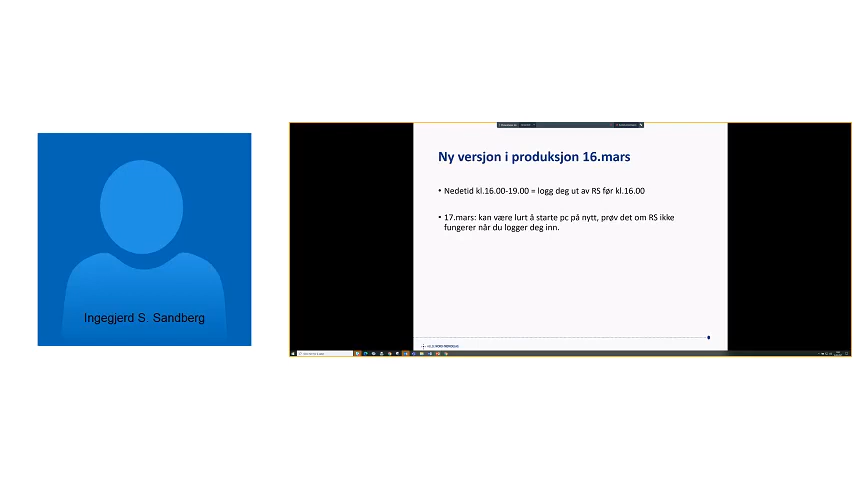 Ingegjerd S. Sandberg
Ny versjon i produksjon 16.mars
• Nedetid kl.16.00-19.00 = logg deg ut av RS før kl.16.00
• 17.mars: kan være lurt å starte pc på nytt, prøv det om RS ikke
fungerer når du logger deg inn.